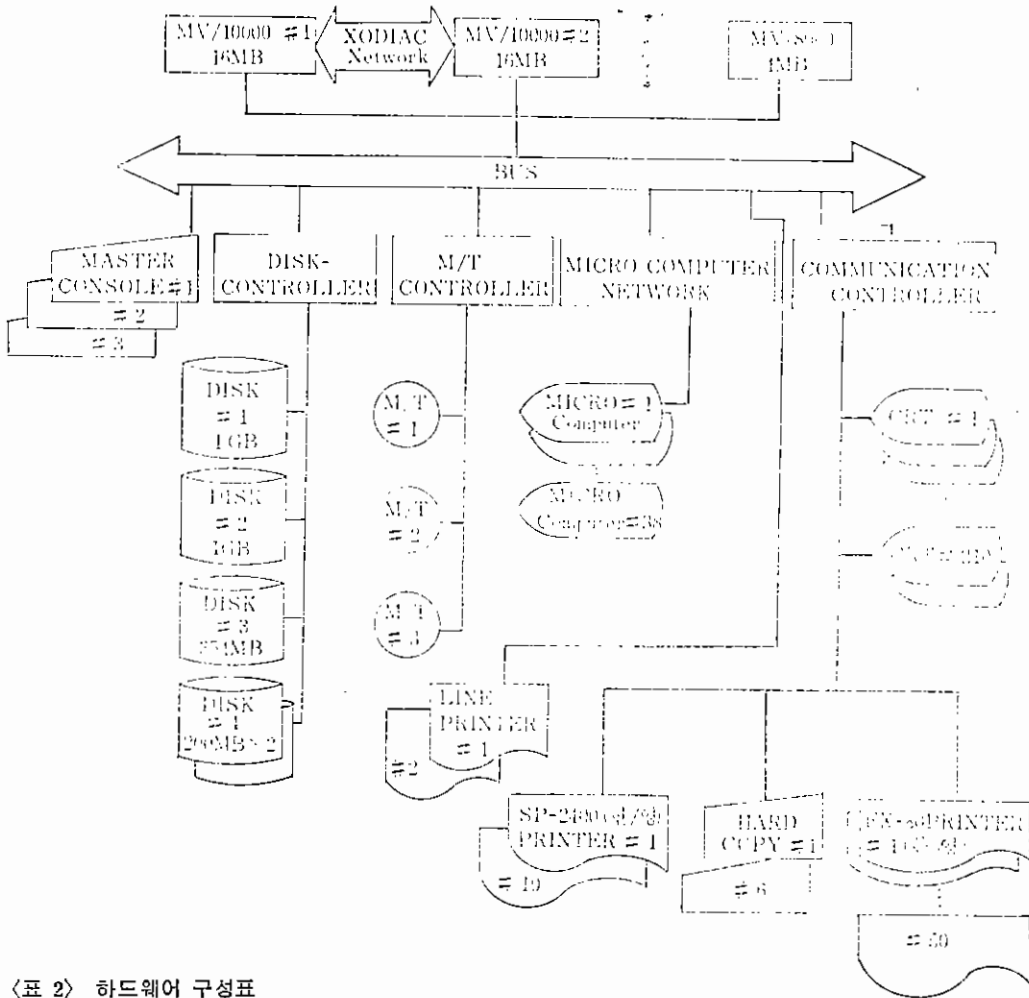 MV/10000 #1
16MB
XODIAC
Network
MV/10000 #2
16MB
BUS
MASTER
CONSOLE #1
#2
#3
DISK-
CONTROLLER
M/T
CONTROLLER
MICRO COMPUTER
NETWORK
COMMUNICATION
CONTROLLER
DISK
#1
1GB
DISK
#2
1GB
DISK
#3
DISK
M/T
#1
M/T
#2
M/T
#3
MICRO #1
Computer
MICRO
Computer #38
CRT #1
LINE
PRINTER
#1
#2
SP-2400
PRINTER #1
HARD
COPY #1
#6
PRINTER
#50
〈표 2〉 하드웨어 구성표